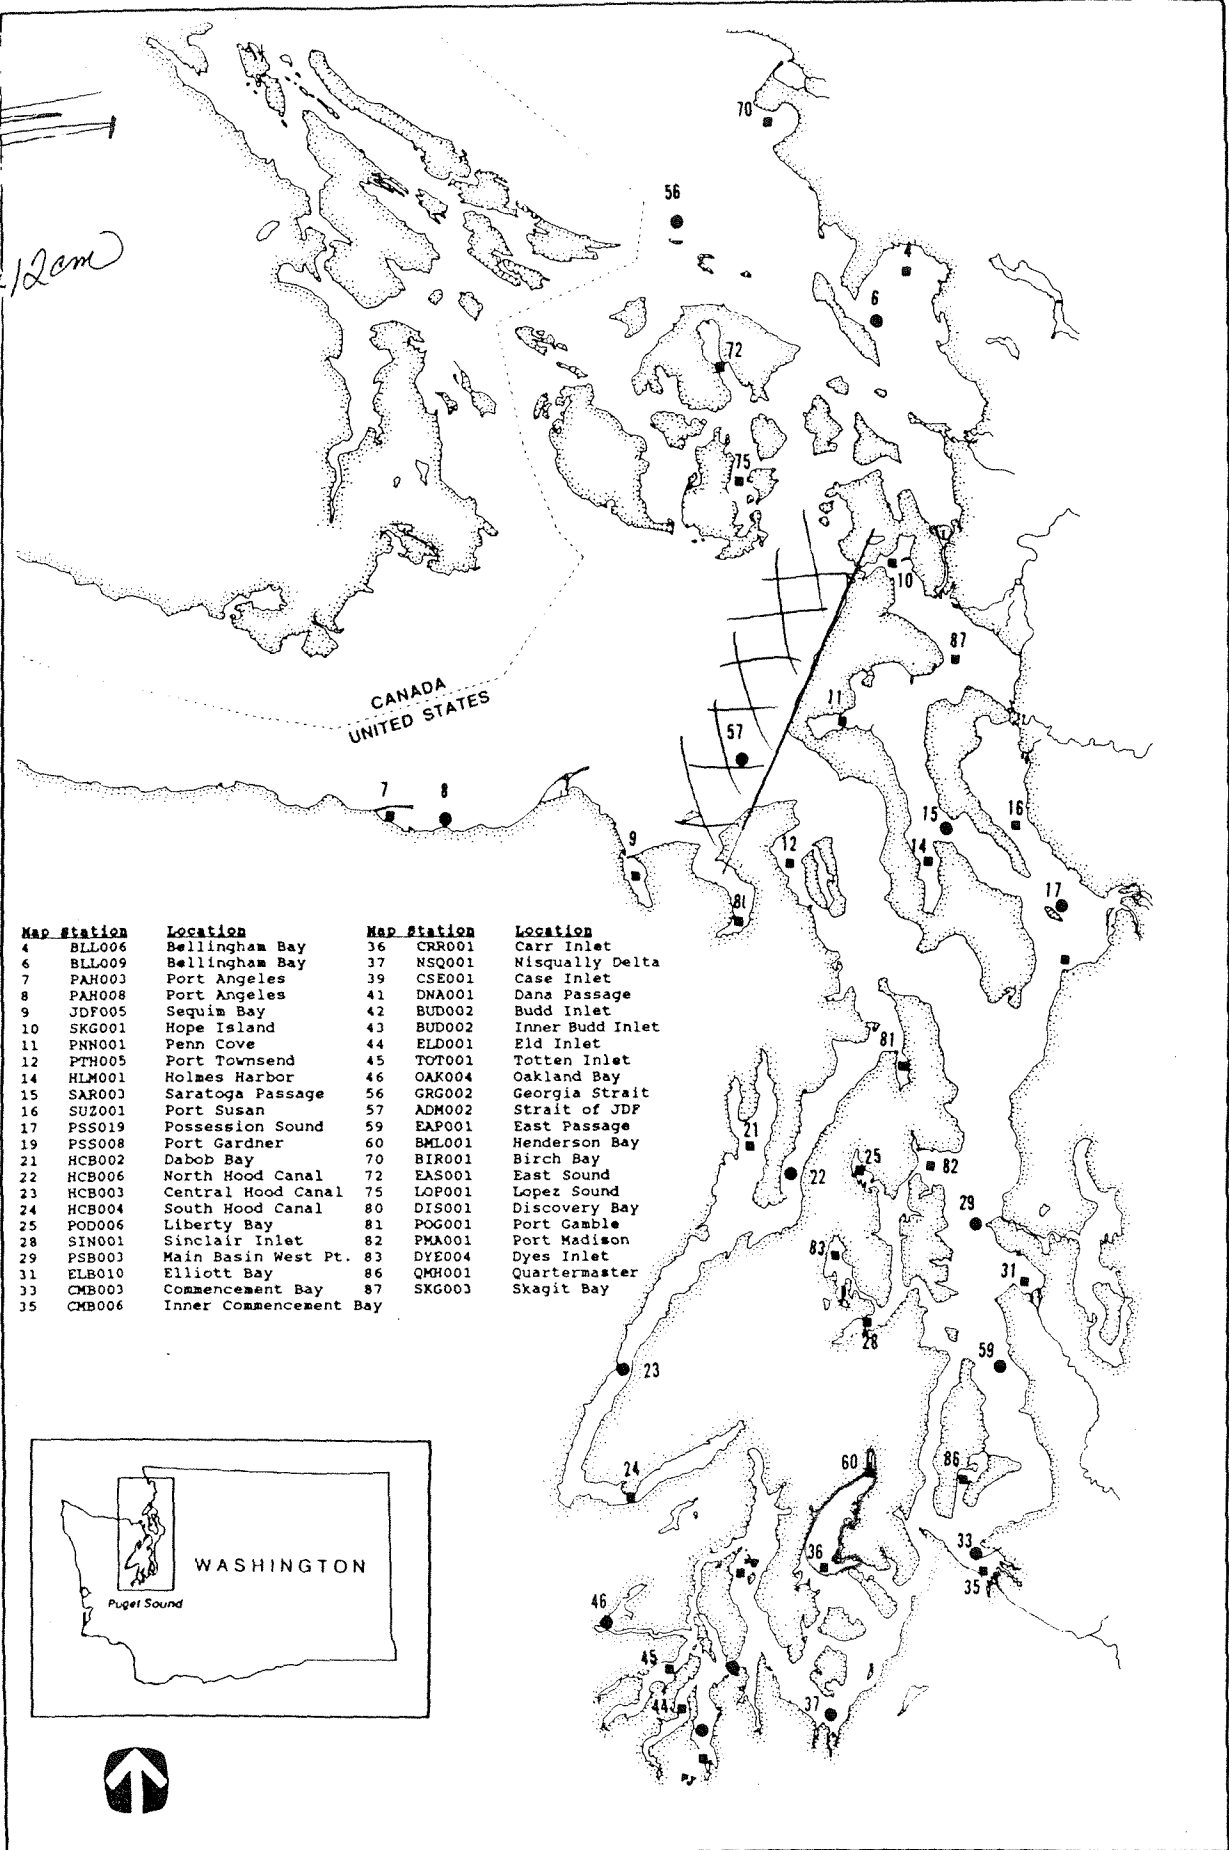 70
56
4
12cm
6
72
75
10
87
CANADA
UNITED STATES
11
57
7
8
15
16
9
12
14
17
81
Map Station Location Map Station Location
4 BLL006 Bellingham Bay 36 CRR001 Carr Inlet
6 BLL009 Bellingham Bay 37 NSQ001 Nisqually Delta
7 PAH003 Port Angeles 39 CSE001 Case Inlet
8 PAH008 Port Angeles 41 DNA001 Dana Passage
9 JDF005 Sequim Bay 42 BUD002 Budd Inlet
10 SKG001 Hope Island 43 BUD002 Inner Budd Inlet
11 PNN001 Penn Cove 44 ELD001 Eld Inlet
12 PTH005 Port Townsend 45 TOT001 Totten Inlet
14 HLM001 Holmes Harbor 46 OAK004 Oakland Bay
15 SAR003 Saratoga Passage 56 GRG002 Georgia Strait
16 SUZ001 Port Susan 57 ADM002 Strait of JDF
17 PSS019 Possession Sound 59 EAP001 East Passage
19 PSS008 Port Gardner 60 BML001 Henderson Bay
21 HCB002 Dabob Bay 70 BIR001 Birch Bay
22 HCB006 North Hood Canal 72 EAS001 East Sound
23 HCB003 Central Hood Canal 75 LOP001 Lopez Sound
24 HCB004 South Hood Canal 80 DIS001 Discovery Bay
25 POD006 Liberty Bay 81 POG001 Port Gamble
28 SIN001 Sinclair Inlet 82 PMA001 Port Madison
29 PSB003 Main Basin West Pt. 83 DYE004 Dyes Inlet
31 ELB010 Elliott Bay 86 QMH001 Quartermaster
33 CMB003 Commencement Bay 87 SKG003 Skagit Bay
35 CMB006 Inner Commencement Bay
81
21
25
82
22
29
83
31
28
59
23
60
86
24
33
36
35
WASHINGTON
Puget Sound
46
45
44
37